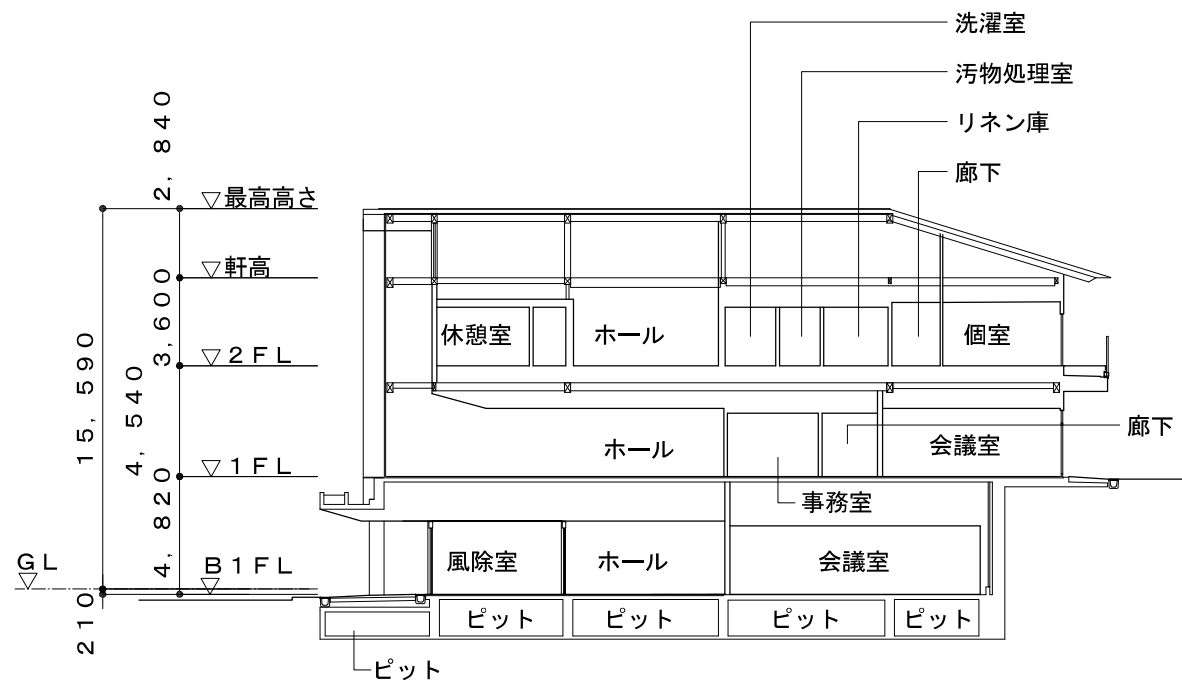 洗濯室
汚物処理室
リネン庫
廊下
2,840
▽最高高さ
▽軒高
3,600
休憩室
ホール
個室
▽2FL
15,590
4,540
ホール
会議室
廊下
▽1FL
事務室
4,820
GL
▽
B1FL
▽
風除室
ホール
会議室
210
ピット
ピット
ピット
ピット
ピット